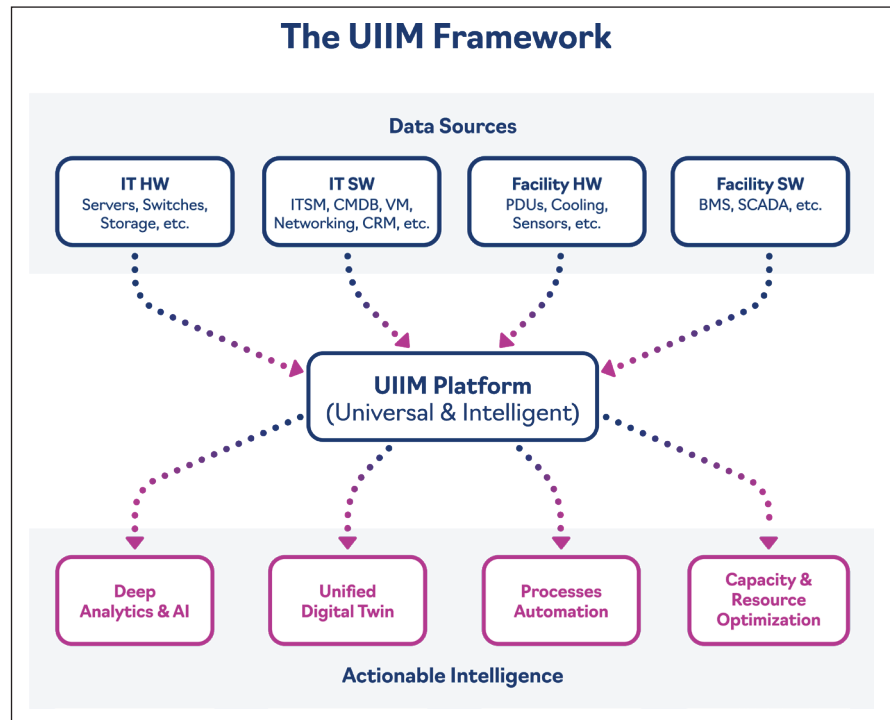 The UIIM Framework
Data Sources
IT HW
Servers, Switches,
Storage, etc.
IT SW
ITSM, CMDB, VM,
Networking, CRM, etc.
Facility HW
PDUs, Cooling,
Sensors, etc.
Facility SW
BMS, SCADA, etc.
UIIM Platform
(Universal & Intelligent)
Deep
Analytics & AI
Unified
Digital Twin
Processes
Automation
Capacity &
Resource
Optimization
Actionable Intelligence